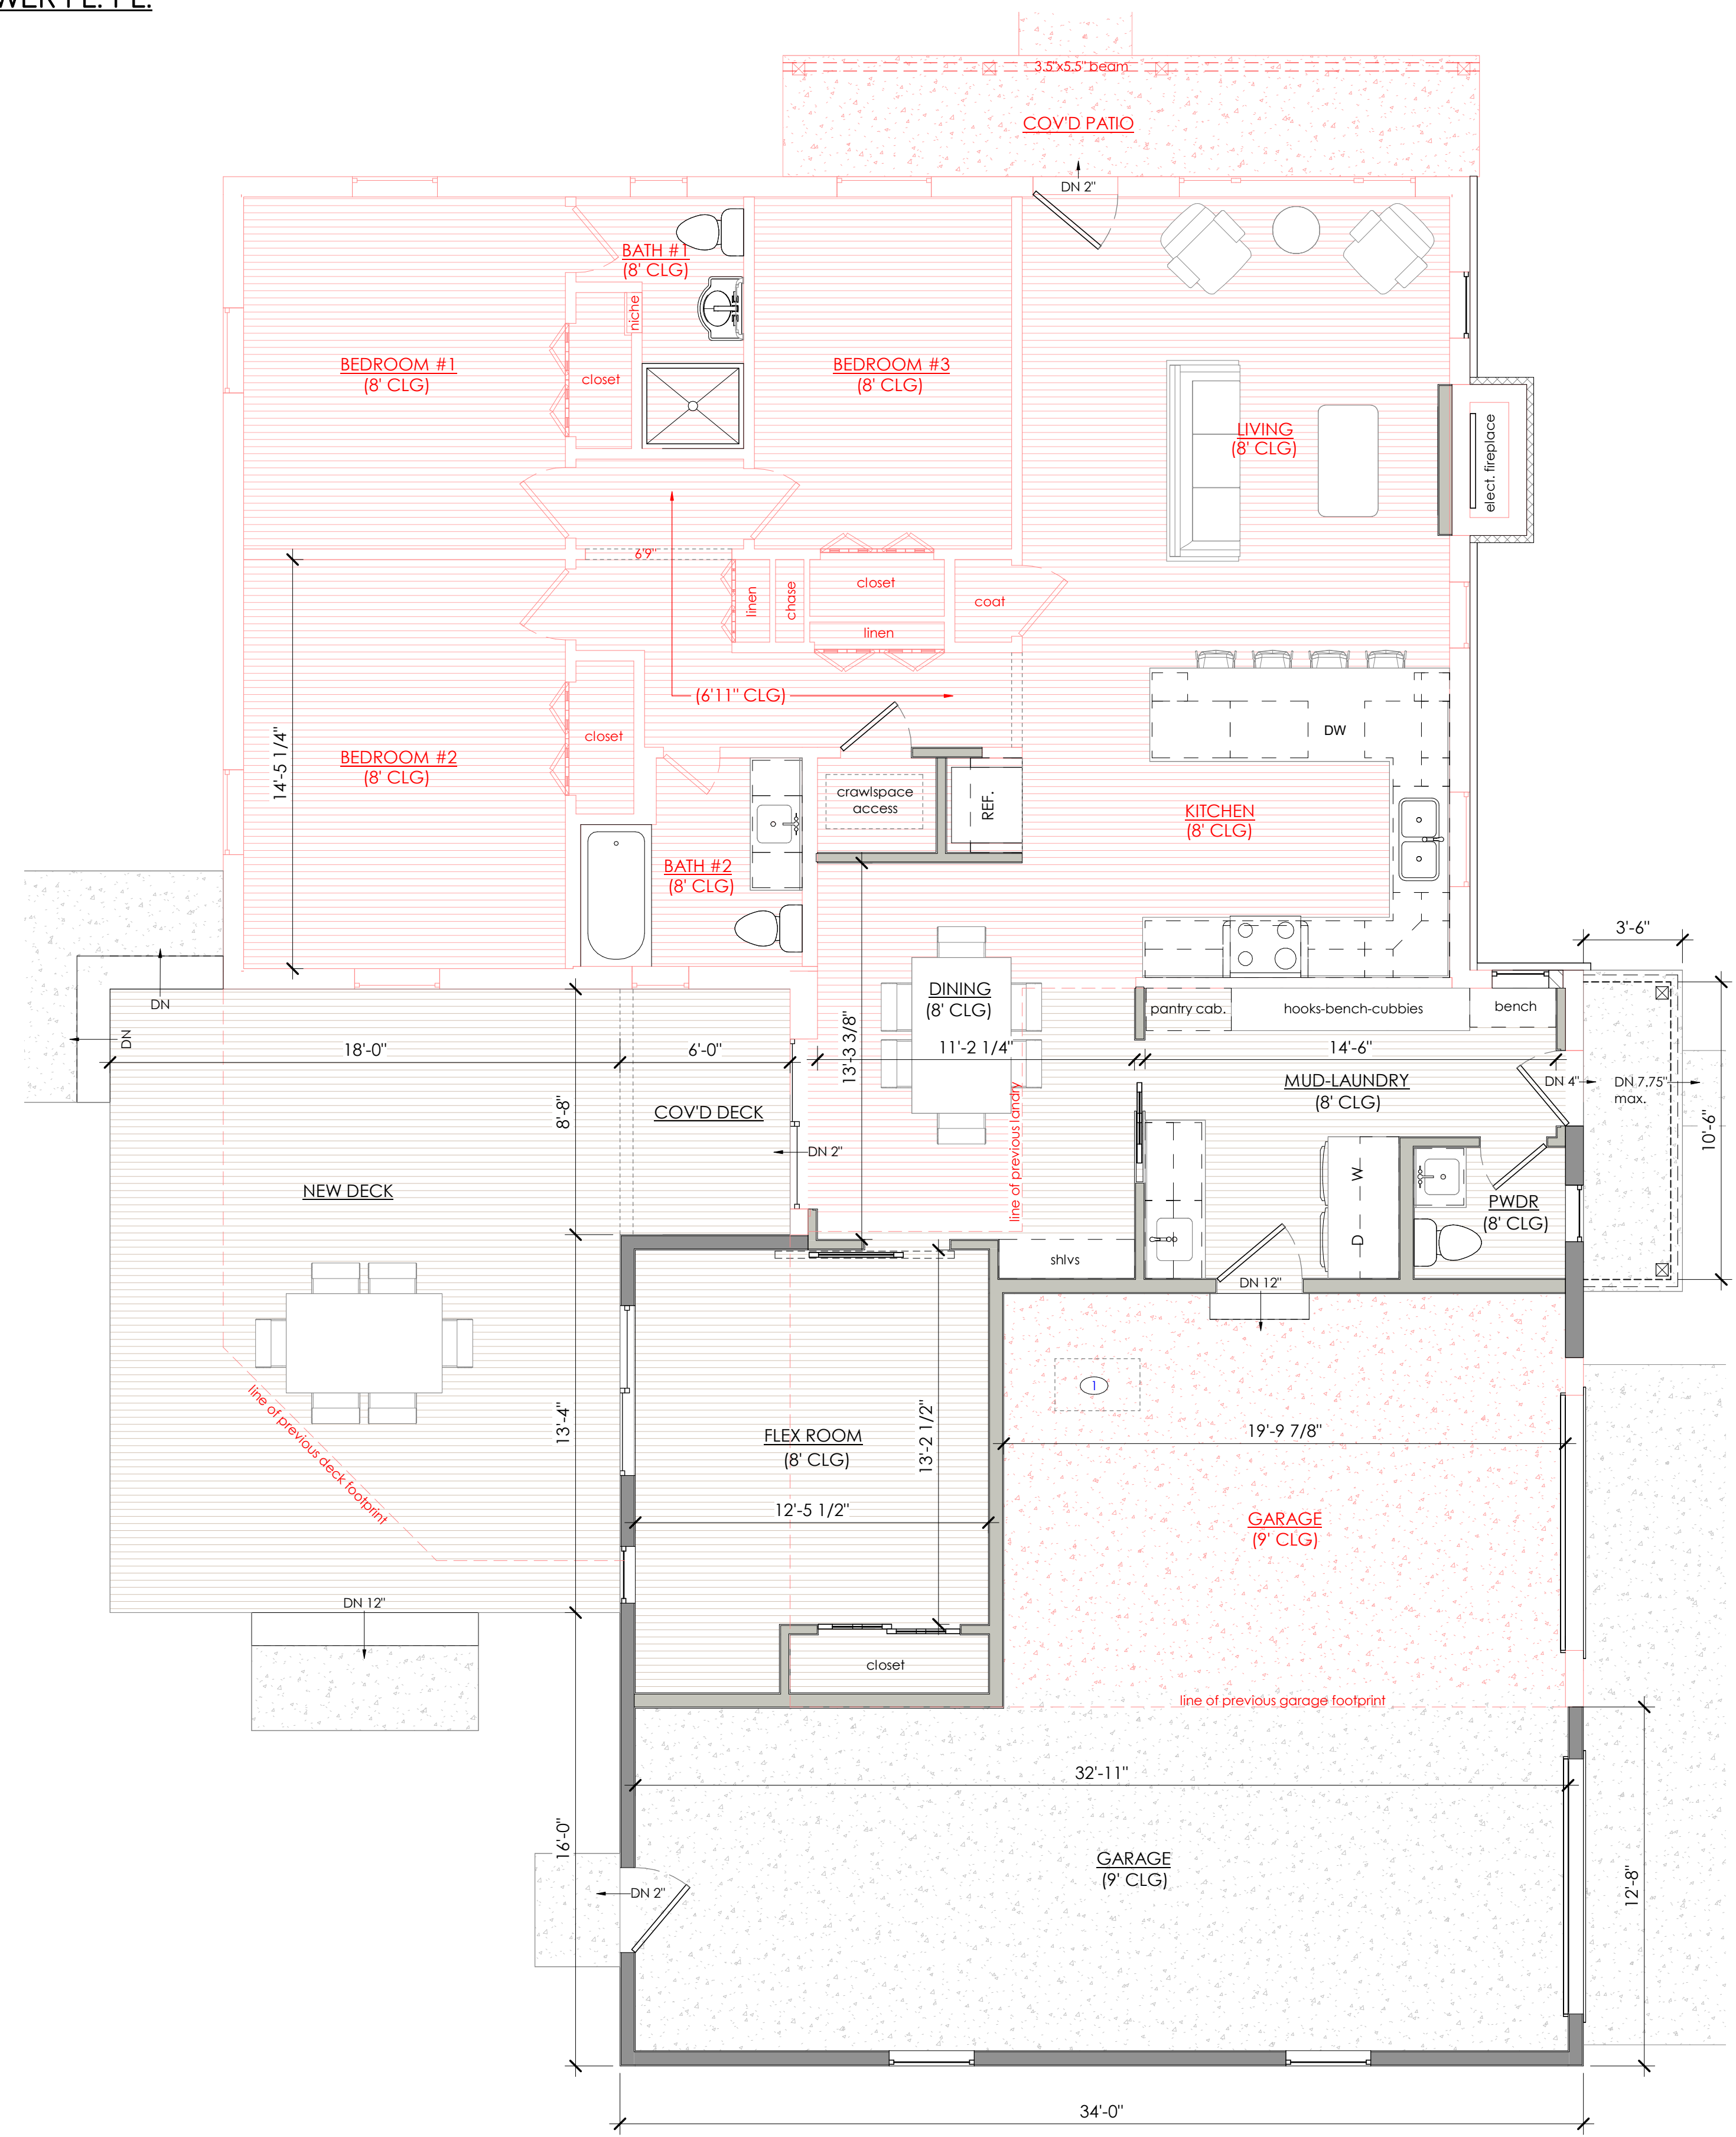 3.5"x5.5" beam
COV'D PATIO
DN 2"
BATH #1
(8' CLG)
niche
BEDROOM #1
(8' CLG)
closet
BEDROOM #3
(8' CLG)
LIVING
(8' CLG)
elect. fireplace
6'9"
linen
chase
closet
linen
coat
(6'11" CLG)
14'-5 1/4"
closet
BEDROOM #2
(8' CLG)
DW
crawlspace
access
REF.
KITCHEN
(8' CLG)
BATH #2
(8' CLG)
3'-6"
DN
DN
DINING
(8' CLG)
pantry cab.
hooks-bench-cubbies
bench
18'-0"
6'-0"
13'-3 3/8"
11'-2 1/4"
14'-6"
MUD-LAUNDRY
(8' CLG)
DN 4"
DN 7.75"
max.
8'-8"
COV'D DECK
line of previous landry
10'-6"
DN 2"
NEW DECK
W
D
PWDR
(8' CLG)
shlvs
DN 12"
1
line of previous deck footprint
13'-4"
FLEX ROOM
(8' CLG)
13'-2 1/2"
19'-9 7/8"
12'-5 1/2"
GARAGE
(9' CLG)
DN 12"
closet
line of previous garage footprint
32'-11"
16'-0"
GARAGE
(9' CLG)
DN 2"
12'-8"
34'-0"